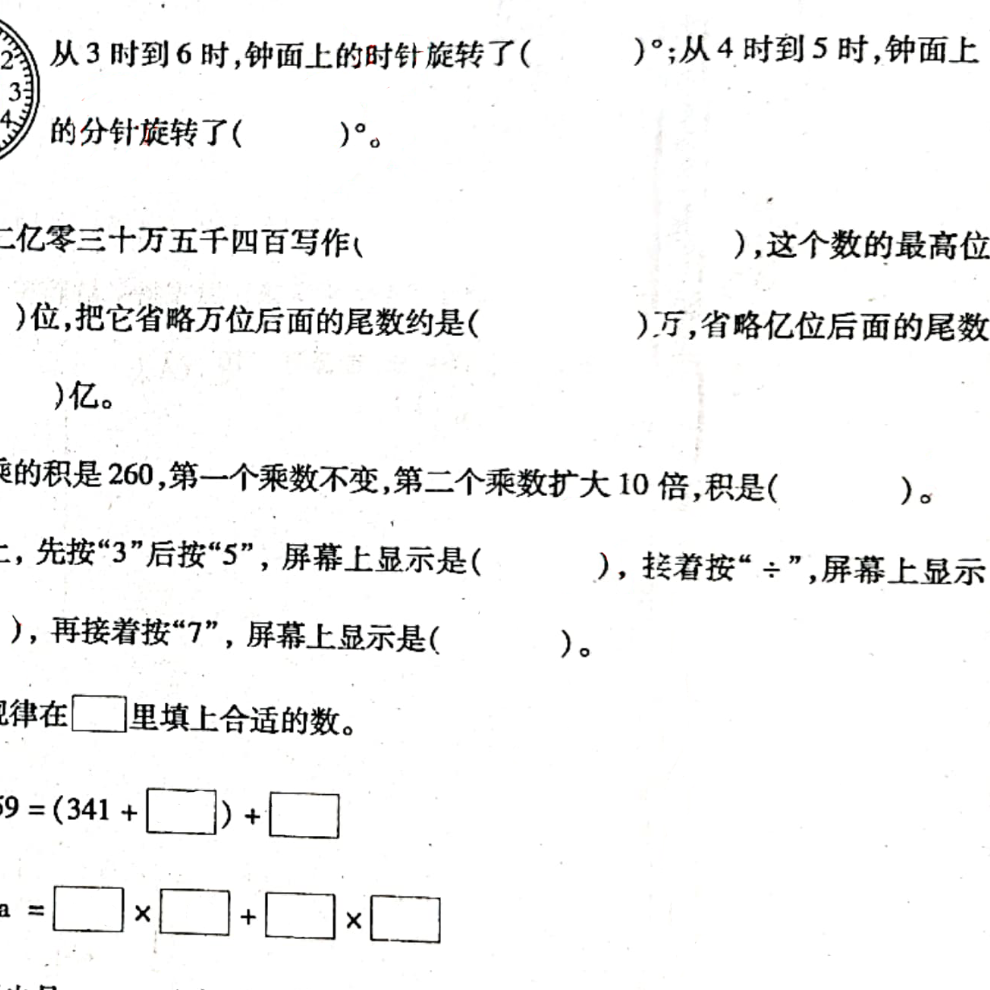 2
3
4
从3时到6时,钟面上的时针旋转了(    )°;从4时到5时,钟面上
的分针旋转了(    )°。
二亿零三十万五千四百写作(    ),这个数的最高位
)位,把它省略万位后面的尾数约是(    )万,省略亿位后面的尾数
)亿。
乘的积是260,第一个乘数不变,第二个乘数扩大10倍,积是(    )。
上,先按“3”后按“5”,屏幕上显示是(    ),接着按“÷”,屏幕上显示
),再接着按“7”,屏幕上显示是(    )。
律在□里填上合适的数。
59=(341+□)+□
a =□×□+□×□